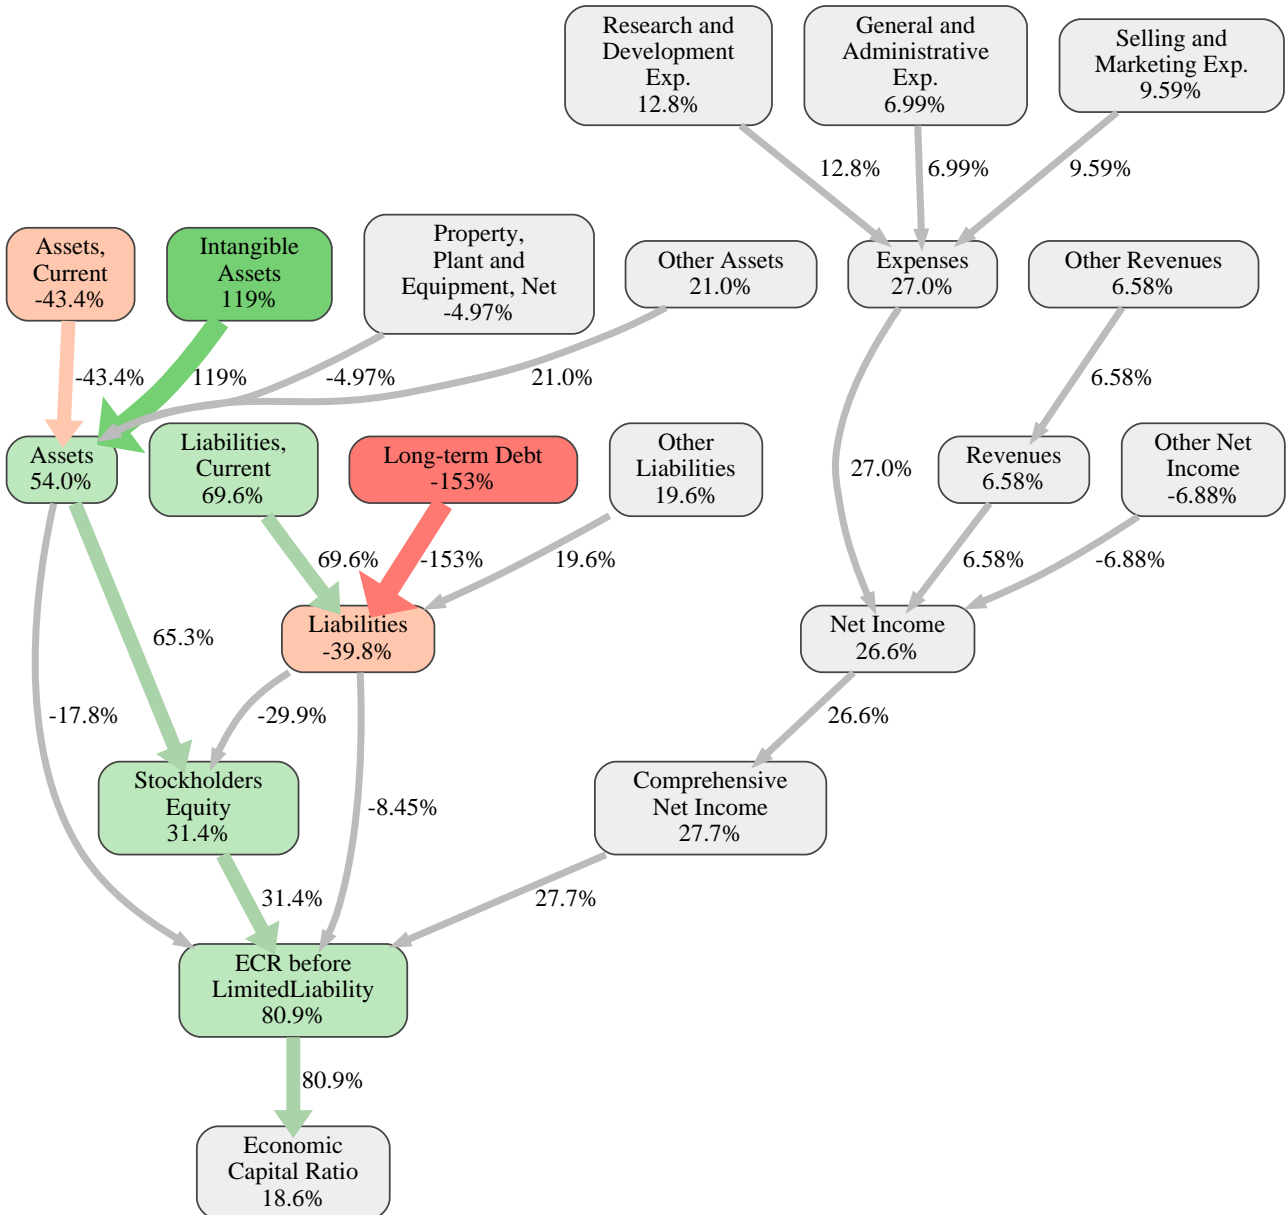 Research and
Development
Exp.
12.8%
General and
Administrative
Exp.
6.99%
Selling and
Marketing Exp.
9.59%
12.8%
6.99%
9.59%
Assets,
Current
-43.4%
Intangible
Assets
119%
Property,
Plant and
Equipment, Net
-4.97%
Other Assets
21.0%
Expenses
27.0%
Other Revenues
6.58%
-43.4%
119%
-4.97%
21.0%
6.58%
Assets
54.0%
Liabilities,
Current
69.6%
Long-term Debt
-153%
Other
Liabilities
19.6%
27.0%
Revenues
6.58%
Other Net
Income
-6.88%
69.6%
-153%
19.6%
6.58%
-6.88%
65.3%
Liabilities
-39.8%
Net Income
26.6%
-17.8%
-29.9%
26.6%
Stockholders
Equity
31.4%
-8.45%
Comprehensive
Net Income
27.7%
31.4%
27.7%
ECR before
LimitedLiability
80.9%
80.9%
Economic
Capital Ratio
18.6%